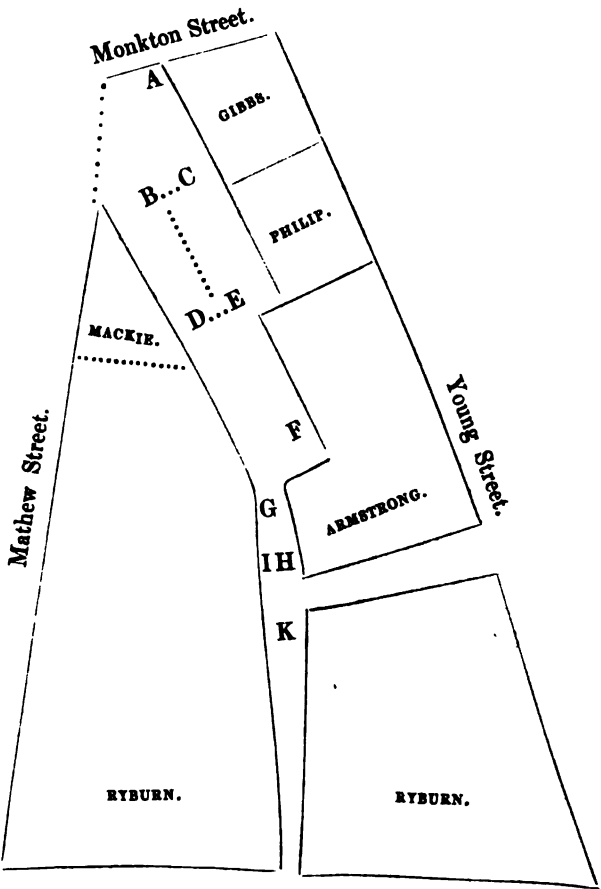 Monkton Street.
A
GIBBS.
B...C
PHILIP.
D...E
MACKIE.
Mathew Street.
Young Street.
F
ARMSTRONG.
G
I H
K
RYBURN.
RYBURN.